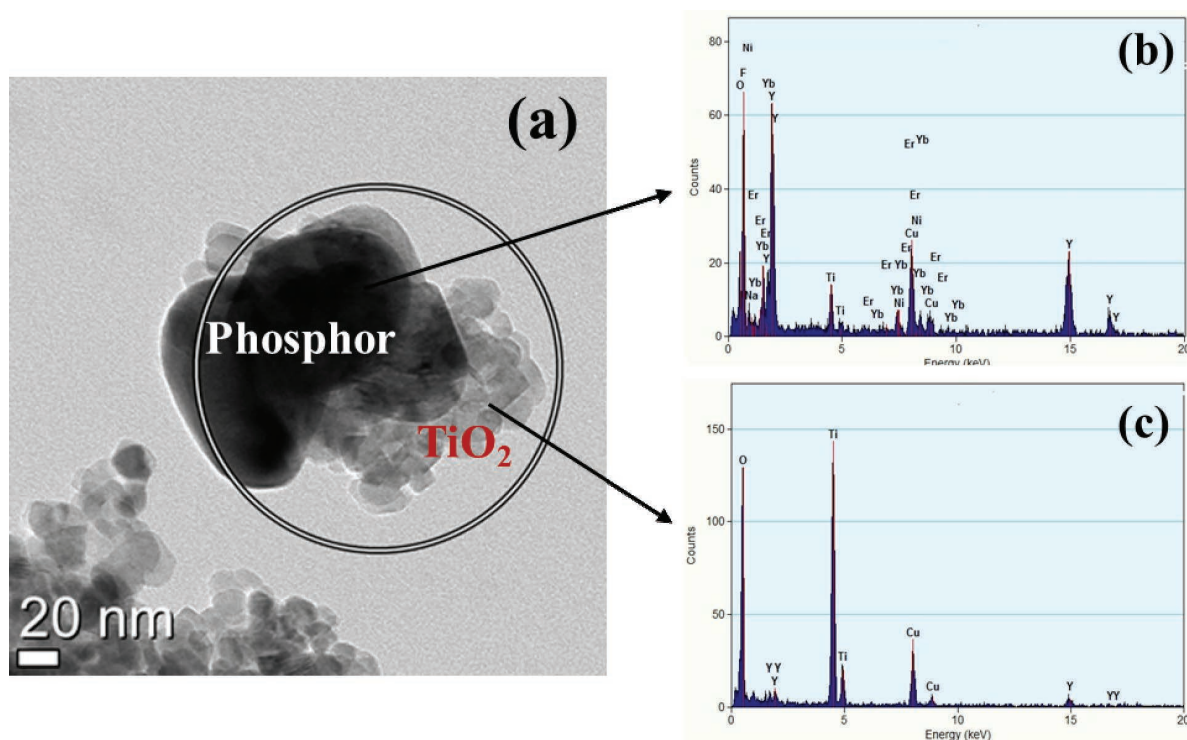 (a)
Phosphor
TiO₂
20 nm
(b)
80
60
40
20
0
Counts
Ni
F
O
Yb
Y
Y
Er
Er
Er
Yb
Y
Yb
Na
Ti
Ti
Er
Yb
Er Yb
Er
Ni
Cu
Er
Er Yb
Yb
Er
Er
Yb
Ni
Yb
Cu
Yb
Yb
Y
Y
Y
0 5 10 15 20
Energy (keV)
(c)
150
100
50
0
Counts
O
Y Y
Y
Ti
Ti
Cu
Cu
Y
YY
0 5 10 15 20
Energy (keV)